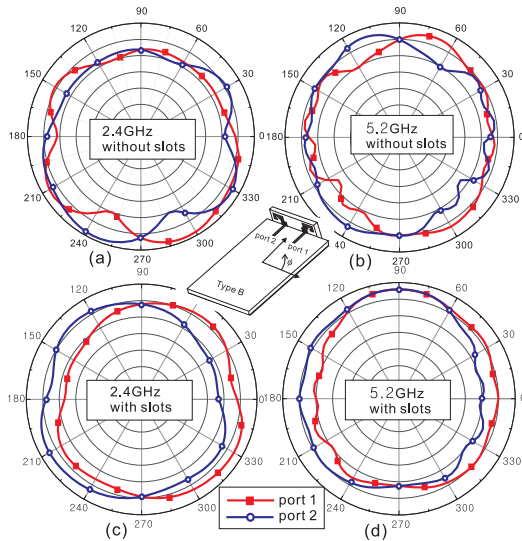 90
120
60
150
30
180
2.4GHz
without slots
0
210
330
240
300
270
(a)
90
120
60
150
30
180
5.2GHz
without slots
0
210
330
40
300
270
(b)
port 2
port 1
ϕ
Type B
90
120
60
150
30
180
2.4GHz
with slots
0
210
330
240
300
270
(c)
90
120
60
150
30
180
5.2GHz
with slots
0
210
330
240
300
270
(d)
port 1
port 2